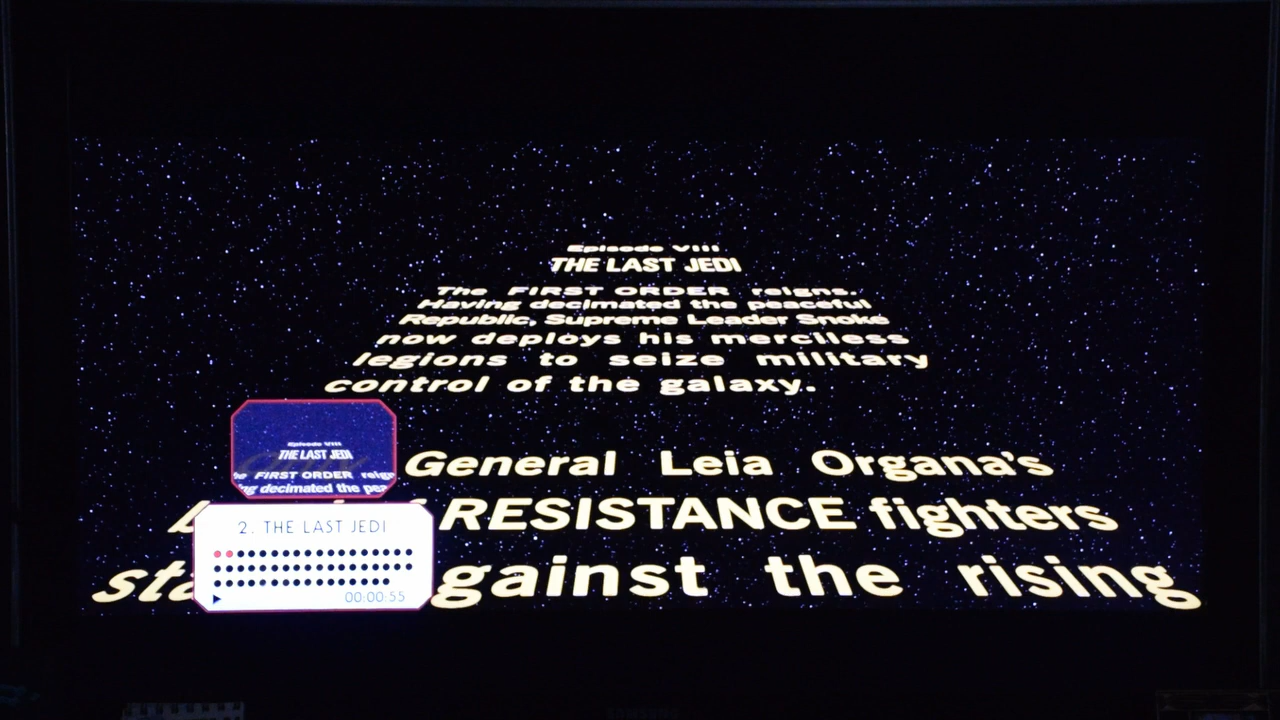 Episode VIII
THE LAST JEDI
The FIRST ORDER reigns.
Having decimated the peaceful
Republic, Supreme Leader Snoke
now deploys his merciless
legions to seize military
control of the galaxy.
General Leia Organa's
RESISTANCE fighters
the rising
Episode VIII
THE LAST JEDI
FIRST ORDER
decimated the
2. THE LAST JEDI
00:00:55
SAMSUNG